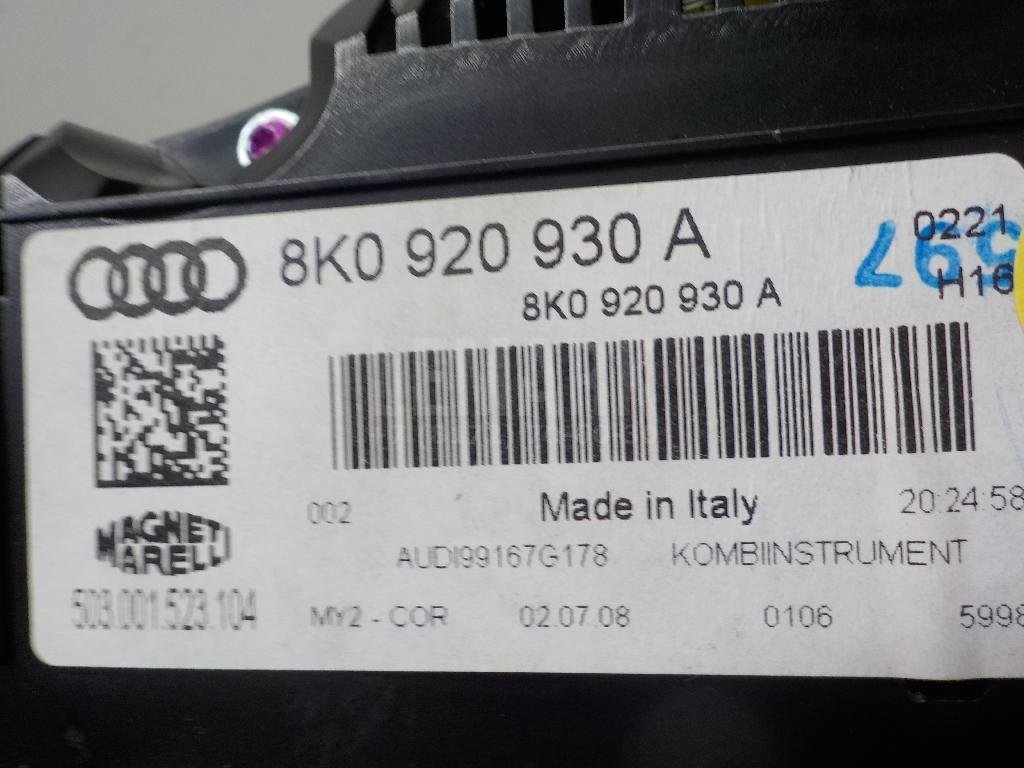 8K0 920 930 A
0221
597
8K0 920 930 A
H16
002
Made in Italy
20:24:58
MAGNETI
MARELLI
AUDI99167G178
KOMBIINSTRUMENT
503.001.523.104
MY2 - COR
02.07.08
0106
5998